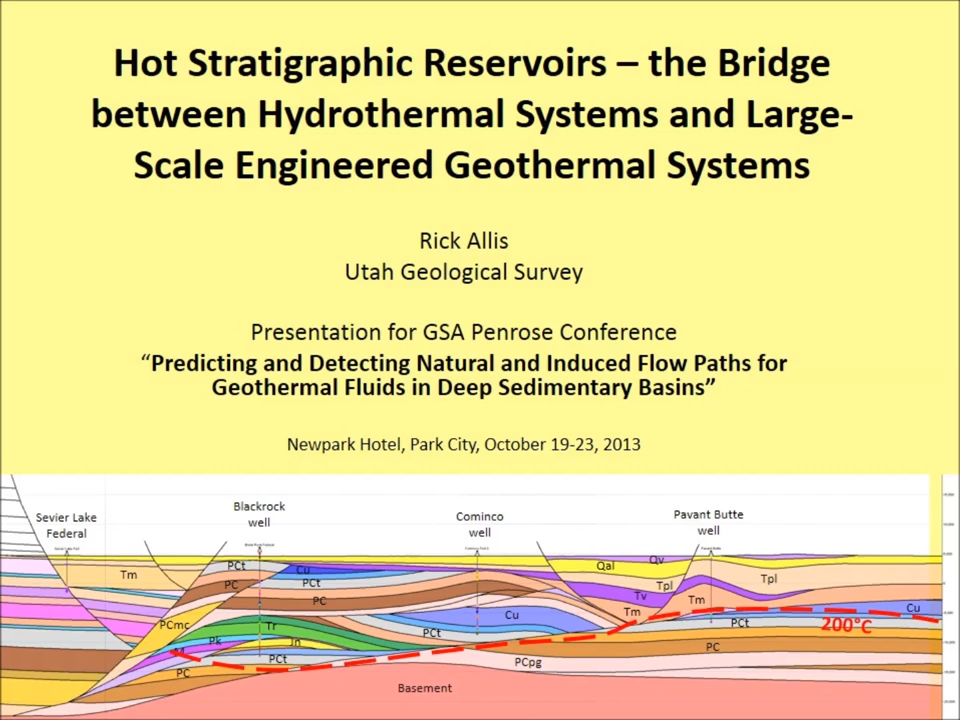 Hot Stratigraphic Reservoirs – the Bridge
between Hydrothermal Systems and Large-
Scale Engineered Geothermal Systems
Rick Allis
Utah Geological Survey
Presentation for GSA Penrose Conference
“Predicting and Detecting Natural and Induced Flow Paths for
Geothermal Fluids in Deep Sedimentary Basins”
Newpark Hotel, Park City, October 19-23, 2013
Sevier Lake
Federal
Blackrock
well
Cominco
well
Pavant Butte
well
Tm
PCt
Cu
PCt
PC
PC
Qal
Qv
Tpl
Tpl
Tv
Tm
Tm
Cu
Cu
PCmc
Tr
PCt
PCt
200°C
Pk
Jn
PC
PCt
PCpg
PC
Basement